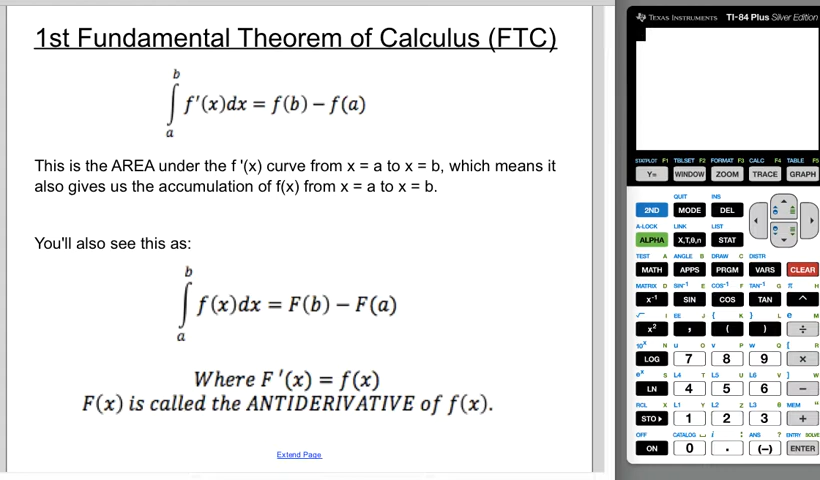 1st Fundamental Theorem of Calculus (FTC)
b
∫ f'(x)dx = f(b) − f(a)
a
This is the AREA under the f '(x) curve from x = a to x = b, which means it
also gives us the accumulation of f(x) from x = a to x = b.
You'll also see this as:
b
∫ f(x)dx = F(b) − F(a)
a
Where F '(x) = f(x)
F(x) is called the ANTIDERIVATIVE of f(x).
Extend Page
TEXAS INSTRUMENTS TI-84 Plus Silver Edition
STATPLOT F1 TBLSET F2 FORMAT F3 CALC F4 TABLE F5
Y= WINDOW ZOOM TRACE GRAPH
QUIT INS
2ND MODE DEL
A-LOCK LINK LIST
ALPHA X,T,θ,n STAT
TEST A ANGLE B DRAW C DISTR
MATH APPS PRGM VARS CLEAR
MATRIX D SIN-1 E COS-1 F TAN-1 G π H
x-1 SIN COS TAN ^
√ I EE J { K } L e M
x2 , ( ) ÷
10x N u O v P w Q [ R
LOG 7 8 9 ×
ex S L4 T L5 U L6 V ] W
LN 4 5 6 −
RCL X L1 Y L2 Z L3 θ MEM "
STO▸ 1 2 3 +
OFF CATALOG i : ANS ? ENTRY SOLVE
ON 0 . (−) ENTER